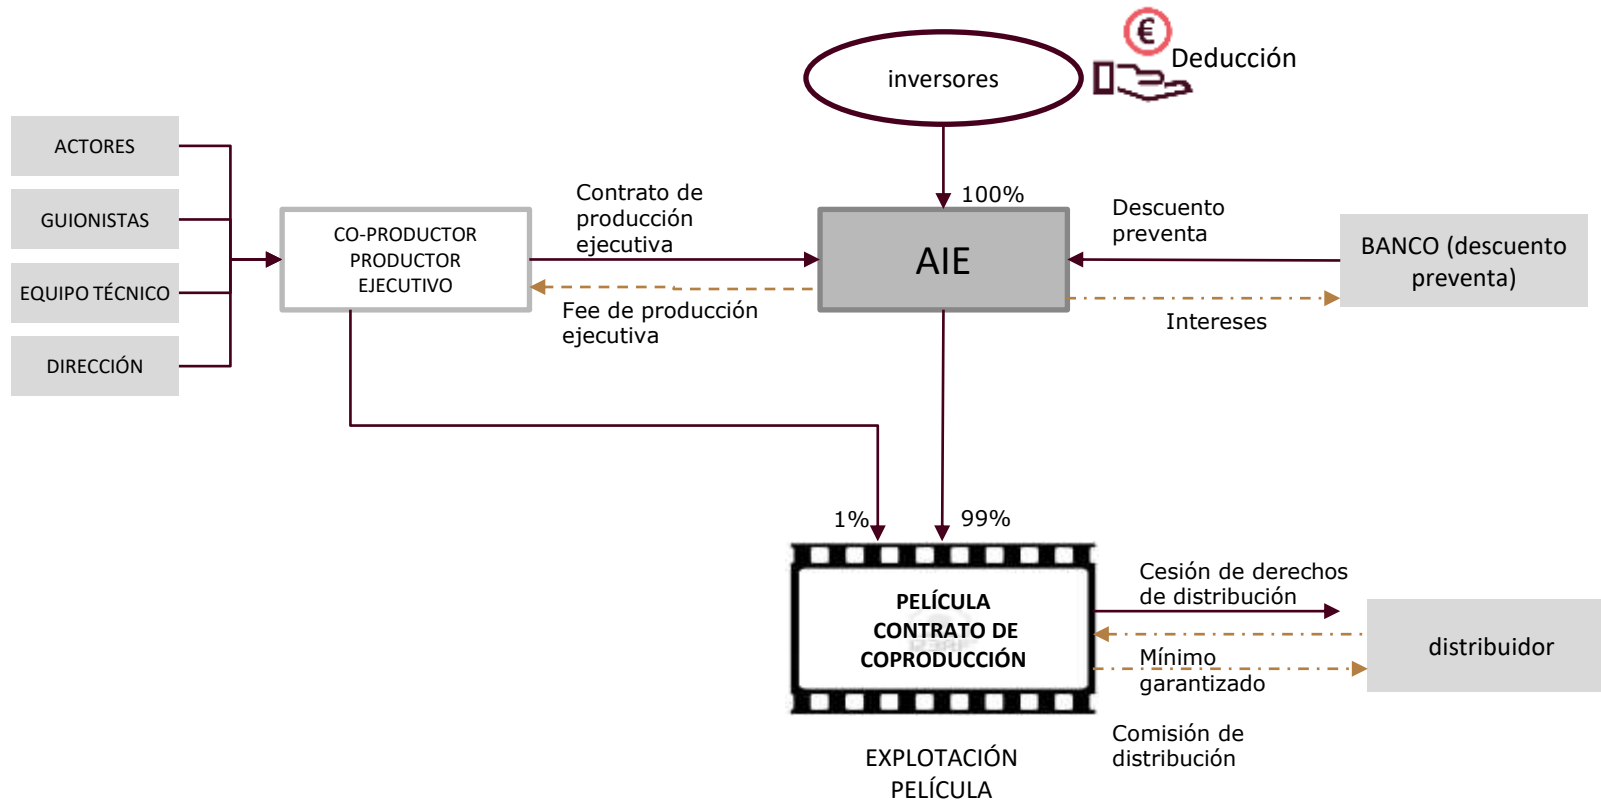 €
Deducción
inversores
ACTORES
GUIONISTAS
EQUIPO TÉCNICO
DIRECCIÓN
CO-PRODUCTOR
PRODUCTOR
EJECUTIVO
Contrato de
producción
ejecutiva
Fee de producción
ejecutiva
100%
AIE
Descuento
preventa
Intereses
BANCO (descuento
preventa)
1%
99%
PELÍCULA
CONTRATO DE
COPRODUCCIÓN
Cesión de derechos
de distribución
Mínimo
garantizado
distribuidor
Comisión de
distribución
EXPLOTACIÓN
PELÍCULA